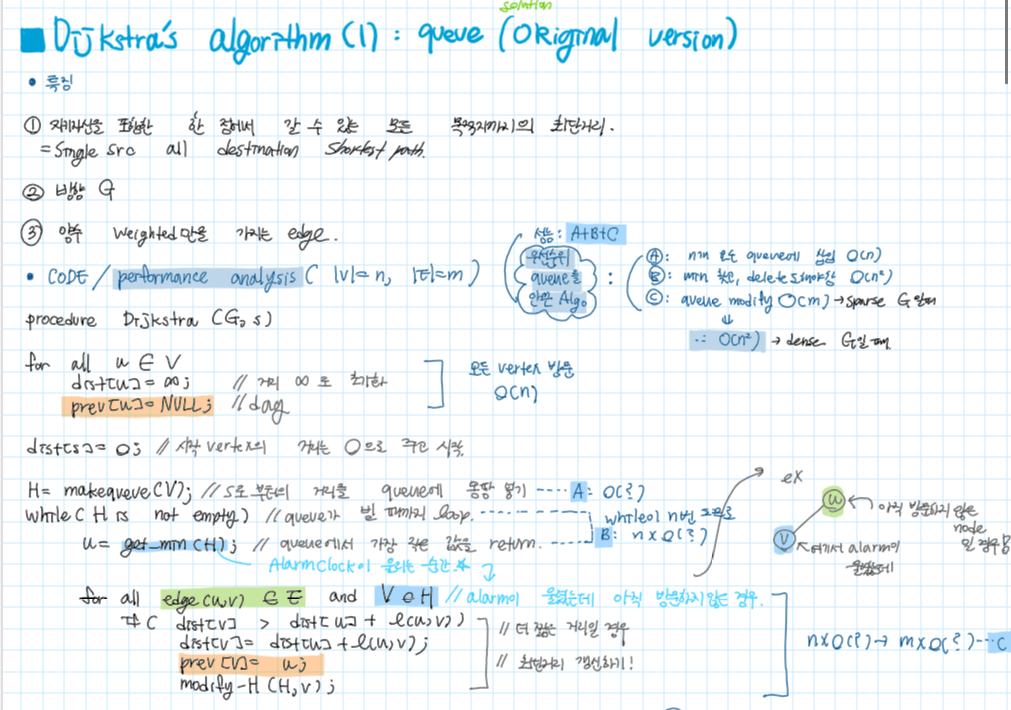 solution
Dijkstra's algorithm (1) : queue (ORiginal version)
• 특징
① 자기자신을 포함한 한 점에서 갈 수 있는 모든 목적지까지의 최단거리.
= Single src all destination shortest path.
② 방향 G
③ 양수 weighted만을 가지는 edge.
성능: A+B+C
우선순위
queue를
안쓴 Algo.
:
Ⓐ: n개 모두 queue에 삽입 O(n)
Ⓑ: min 찾은, delete O(n²)
Ⓒ: queue modify O(m) → sparse G일때
⇓
∴ O(n²) → dense G일때
• CODE / performance analysis ( |V|=n, |E|=m )
procedure Dijkstra (G, s)
for all u ∈ V
dist[u] = ∞; // 거리 ∞로 초기화
prev[u] = NULL; // dag
모든 vertex 방문
O(n)
dist[s] = 0; // 시작 vertex의 거리는 0으로 두고 시작.
H = makequeue(V); // s로부터의 거리를 queue에 몽땅 넣기 ---- A: O(?)
while ( H is not empty) // queue가 빌 때까지 loop.
while이 n번 도므로
u = get_min (H); // queue에서 가장 작은 값을 return. ---- B: n×O(?)
AlarmClock이 울리는 순간 ★
ex
u
v
아직 방문하지 않은
node
일 경우
여기서 alarm이
울렸는데
for all edge(u,v) ∈ E and V ∈ H // alarm이 울렸는데 아직 방문하지 않은 경우.
if ( dist[v] > dist[u] + l(u,v))
dist[v] = dist[u] + l(u,v); // 더 짧은 거리일 경우
prev[v] = u; // 최단거리 갱신하기!
modify-H (H,v);
n×O(?) → m×O(?) --- C